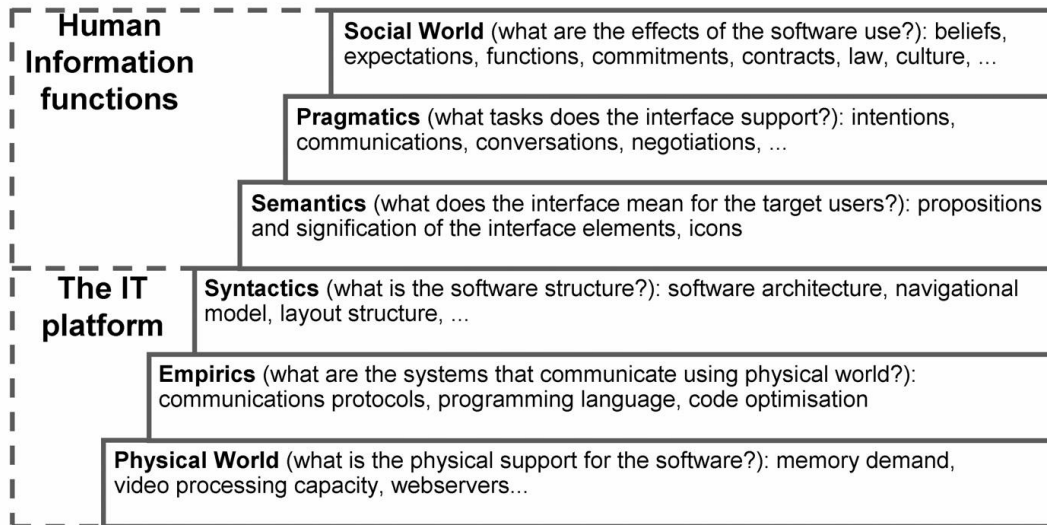 Human
Information
functions
Social World (what are the effects of the software use?): beliefs,
expectations, functions, commitments, contracts, law, culture, ...
Pragmatics (what tasks does the interface support?): intentions,
communications, conversations, negotiations, ...
Semantics (what does the interface mean for the target users?): propositions
and signification of the interface elements, icons
The IT
platform
Syntactics (what is the software structure?): software architecture, navigational
model, layout structure, ...
Empirics (what are the systems that communicate using physical world?):
communications protocols, programming language, code optimisation
Physical World (what is the physical support for the software?): memory demand,
video processing capacity, webservers...